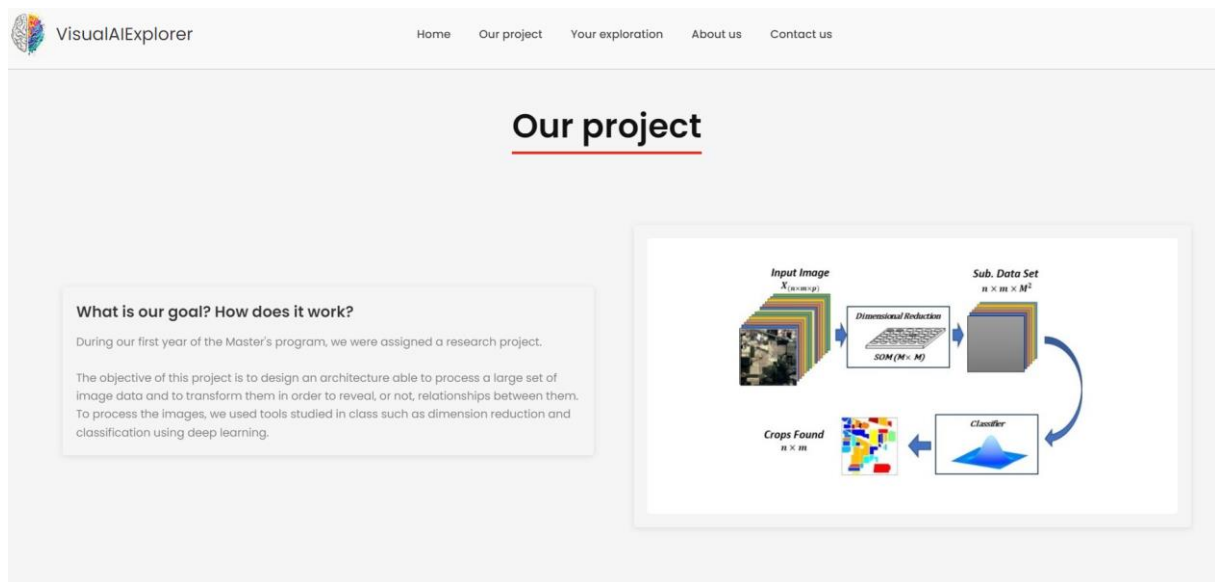 VisualAIExplorer
Home Our project Your exploration About us Contact us
Our project
What is our goal? How does it work?
During our first year of the Master's program, we were assigned a research project.
The objective of this project is to design an architecture able to process a large set of
image data and to transform them in order to reveal, or not, relationships between them.
To process the images, we used tools studied in class such as dimension reduction and
classification using deep learning.
Input Image
X(n×m×p)
Dimensional Reduction
SOM (M× M)
Sub. Data Set
n × m × M²
Classifier
Crops Found
n × m